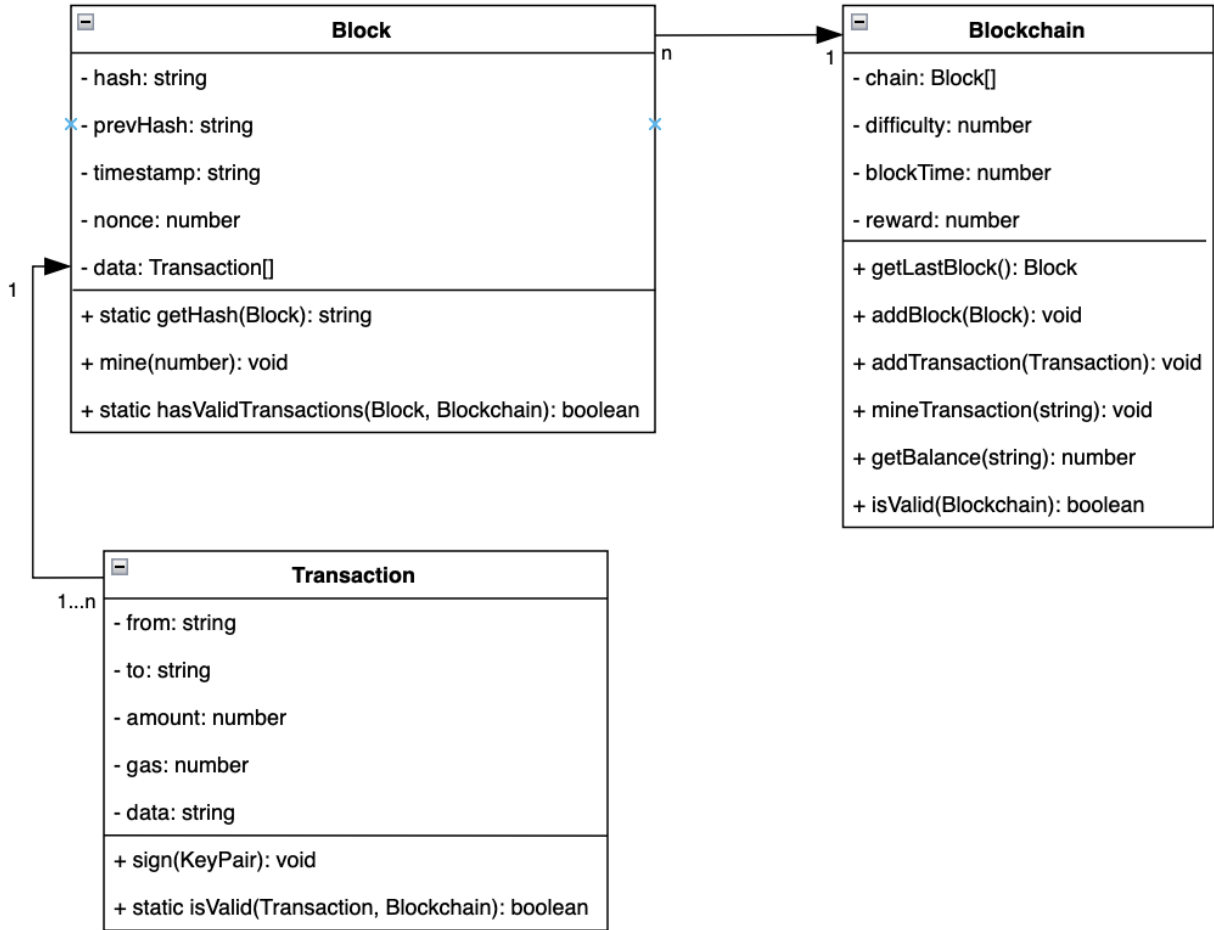 Block
- hash: string
- prevHash: string
- timestamp: string
- nonce: number
- data: Transaction[]
+ static getHash(Block): string
+ mine(number): void
+ static hasValidTransactions(Block, Blockchain): boolean
n
1
Blockchain
- chain: Block[]
- difficulty: number
- blockTime: number
- reward: number
+ getLastBlock(): Block
+ addBlock(Block): void
+ addTransaction(Transaction): void
+ mineTransaction(string): void
+ getBalance(string): number
+ isValid(Blockchain): boolean
1
1...n
Transaction
- from: string
- to: string
- amount: number
- gas: number
- data: string
+ sign(KeyPair): void
+ static isValid(Transaction, Blockchain): boolean